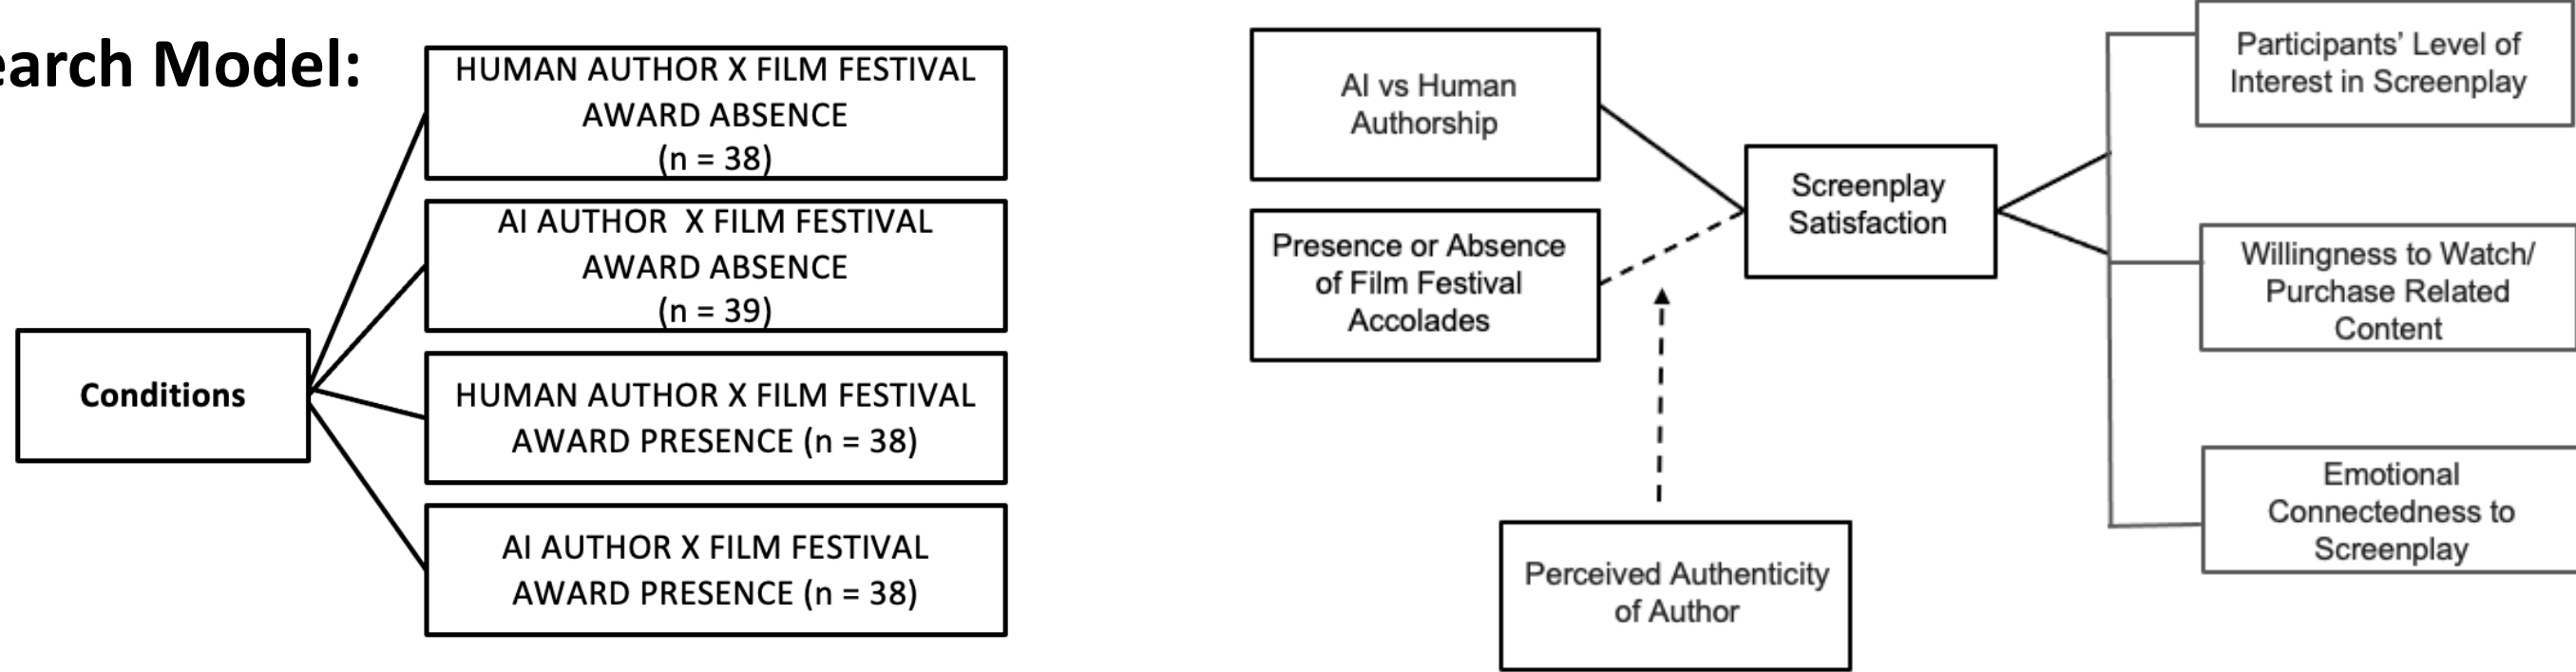 earch Model:
HUMAN AUTHOR X FILM FESTIVAL
AWARD ABSENCE
(n = 38)
AI AUTHOR X FILM FESTIVAL
AWARD ABSENCE
(n = 39)
Conditions
HUMAN AUTHOR X FILM FESTIVAL
AWARD PRESENCE (n = 38)
AI AUTHOR X FILM FESTIVAL
AWARD PRESENCE (n = 38)
AI vs Human
Authorship
Presence or Absence
of Film Festival
Accolades
Screenplay
Satisfaction
Perceived Authenticity
of Author
Participants’ Level of
Interest in Screenplay
Willingness to Watch/
Purchase Related
Content
Emotional
Connectedness to
Screenplay